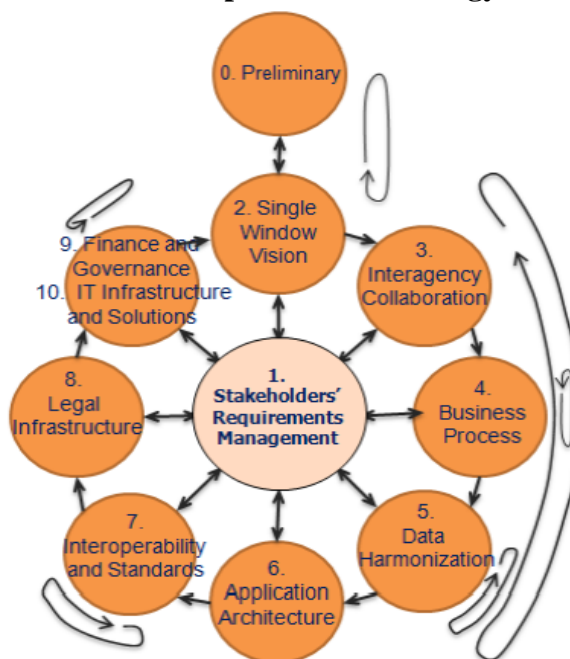 0. Preliminary
2. Single
Window
Vision
3.
Interagency
Collaboration
9. Finance and
Governance
10. IT Infrastructure
and Solutions
1.
Stakeholders’
Requirements
Management
4.
Business
Process
8.
Legal
Infrastructure
5.
Data
Harmonization
7.
Interoperability
and Standards
6.
Application
Architecture